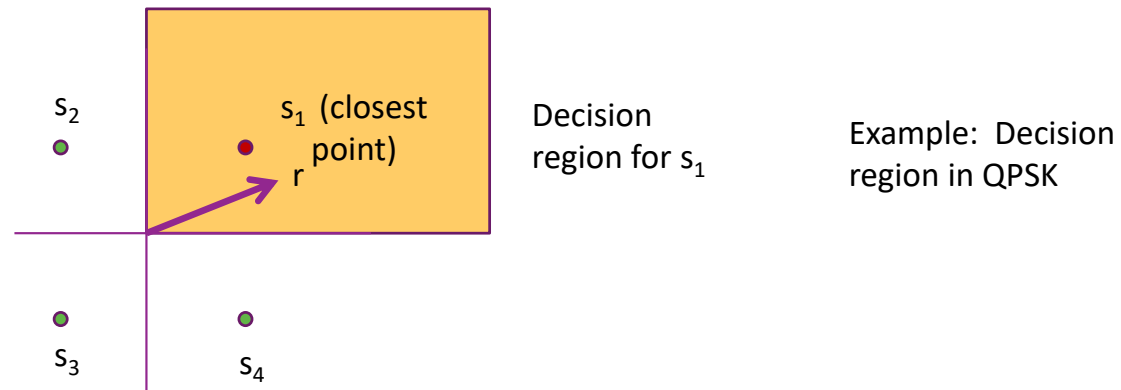 s₂
s₁ (closest
point)
r
Decision
region for s₁
Example: Decision
region in QPSK
s₃
s₄